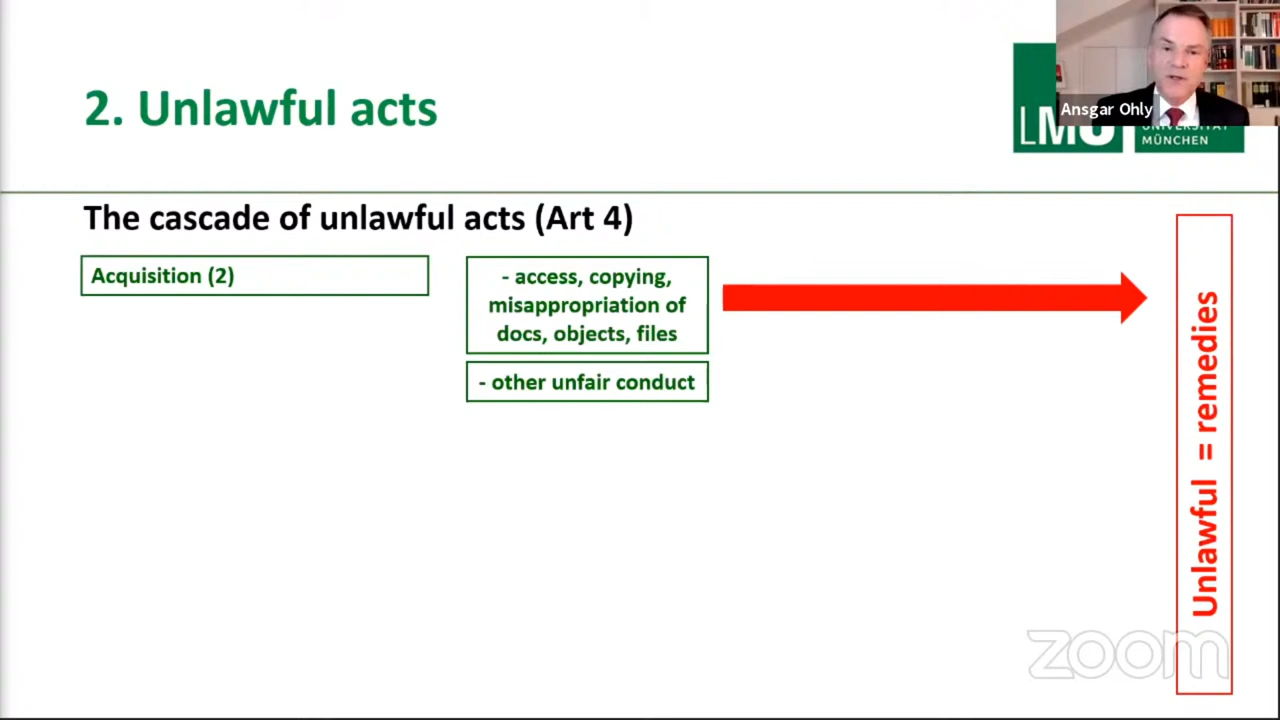 2. Unlawful acts
Ansgar Ohly
LMU
MÜNCHEN
The cascade of unlawful acts (Art 4)
Acquisition (2)
- access, copying,
misappropriation of
docs, objects, files
- other unfair conduct
Unlawful = remedies
zoom